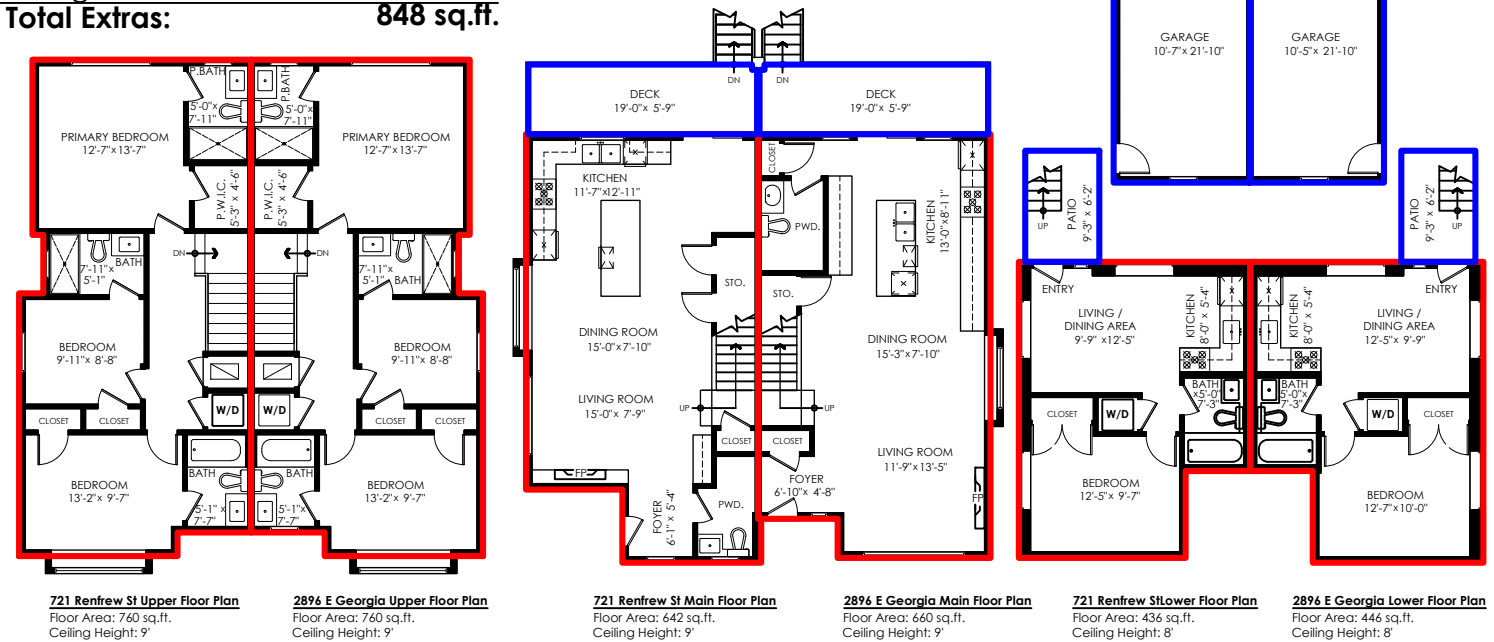 Total Extras: 848 sq.ft.
P.BATH
5'-0"x
7'-11"
P.BATH
5'-0"x
7'-11"
PRIMARY BEDROOM
12'-7"x13'-7"
PRIMARY BEDROOM
12'-7"x13'-7"
P.W.I.C.
5'-3" x 4'-6"
P.W.I.C.
5'-3" x 4'-6"
DN
DN
BATH
7'-11"x
5'-1"
7'-11"x
5'-1"
BATH
BEDROOM
9'-11"x 8'-8"
BEDROOM
9'-11"x 8'-8"
CLOSET
CLOSET
W/D
W/D
CLOSET
CLOSET
BATH
BATH
BEDROOM
13'-2"x 9'-7"
5'-1"x
7'-7"
5'-1"x
7'-7"
BEDROOM
13'-2"x 9'-7"
721 Renfrew St Upper Floor Plan
Floor Area: 760 sq.ft.
Ceiling Height: 9'
2896 E Georgia Upper Floor Plan
Floor Area: 760 sq.ft.
Ceiling Height: 9'
DN
DN
DECK
19'-0"x 5'-9"
DECK
19'-0"x 5'-9"
KITCHEN
11'-7"x12'-11"
CLOSET
PWD.
KITCHEN
13'-0"x8'-11"
STO.
STO.
DINING ROOM
15'-0"x7'-10"
DINING ROOM
15'-3"x7'-10"
LIVING ROOM
15'-0"x 7'-9"
UP
UP
CLOSET
CLOSET
LIVING ROOM
11'-9"x13'-5"
FP
FOYER
6'-10"x 4'-8"
FP
FOYER
6'-1"x 5'-4"
PWD.
721 Renfrew St Main Floor Plan
Floor Area: 642 sq.ft.
Ceiling Height: 9'
2896 E Georgia Main Floor Plan
Floor Area: 660 sq.ft.
Ceiling Height: 9'
GARAGE
10'-7"x 21'-10"
GARAGE
10'-5"x 21'-10"
UP
PATIO
9'-3" x 6'-2"
PATIO
9'-3" x 6'-2"
UP
ENTRY
ENTRY
LIVING /
DINING AREA
9'-9" x12'-5"
KITCHEN
8'-0"x 5'-4"
KITCHEN
8'-0"x 5'-4"
LIVING /
DINING AREA
12'-5"x 9'-9"
BATH
x5'-0"
7'-3"
BATH
5'-0"x
7'-3"
CLOSET
W/D
W/D
CLOSET
BEDROOM
12'-5"x 9'-7"
BEDROOM
12'-7"x10'-0"
721 Renfrew StLower Floor Plan
Floor Area: 436 sq.ft.
Ceiling Height: 8'
2896 E Georgia Lower Floor Plan
Floor Area: 446 sq.ft.
Ceiling Height: 8'